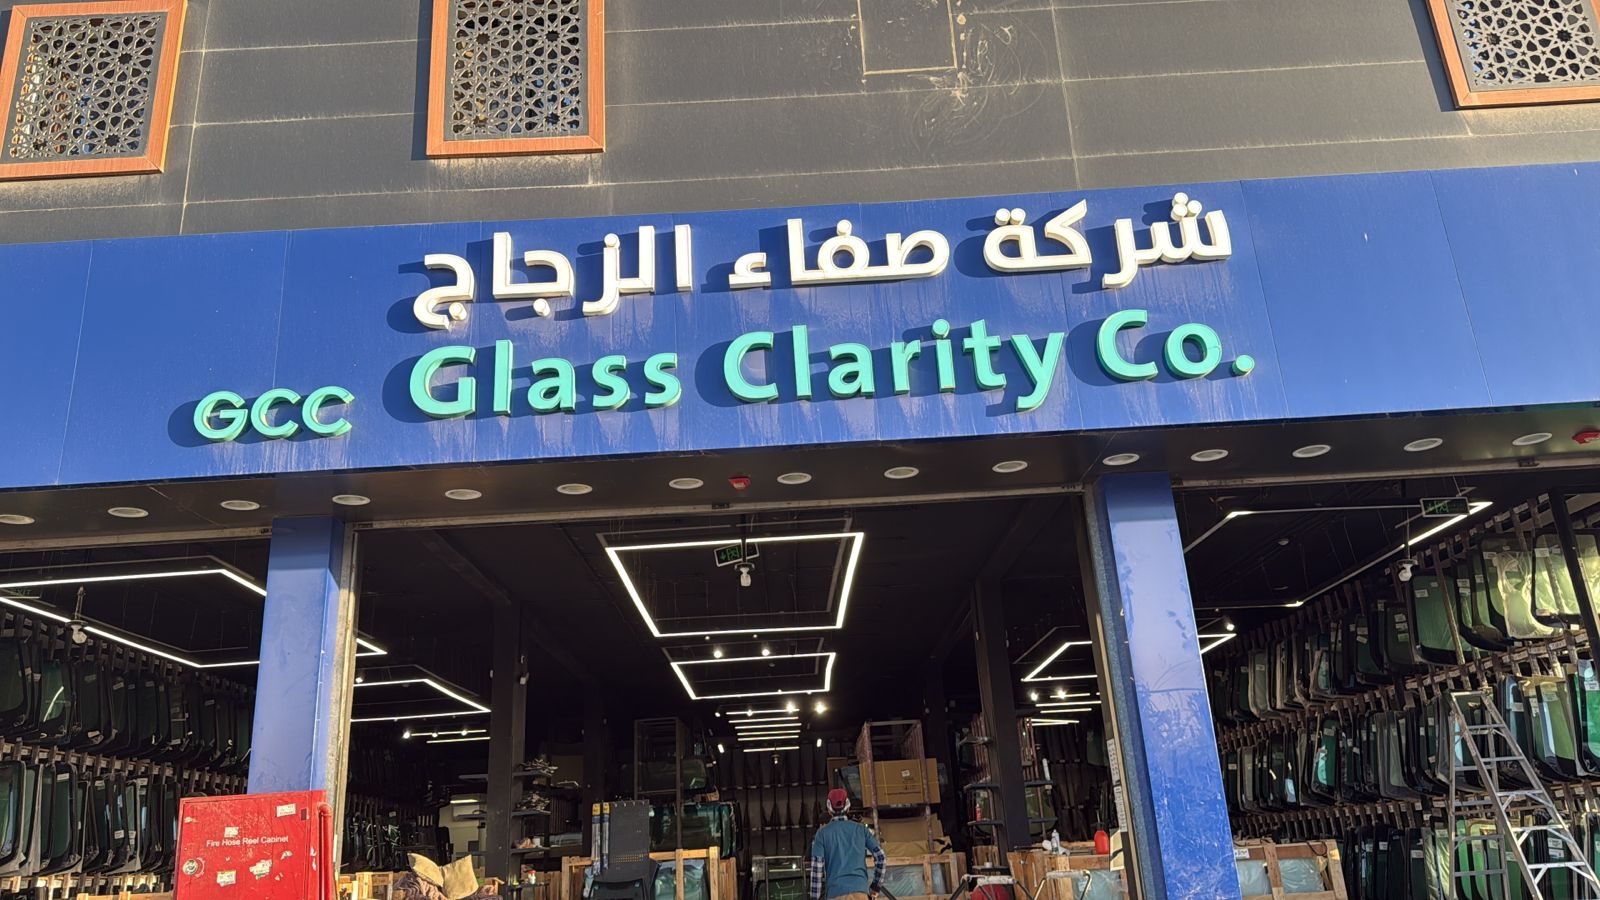 شركة صفاء الزجاج
GCC Glass Clarity Co.
Fire Hose Reel Cabinet